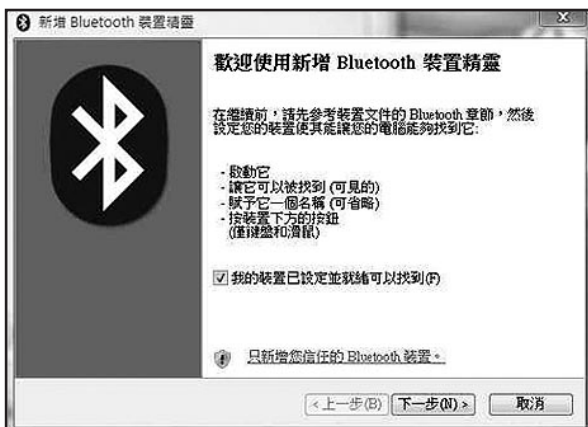 新增 Bluetooth 裝置精靈
歡迎使用新增 Bluetooth 裝置精靈
在繼續前，請先參考裝置文件的 Bluetooth 章節，然後
設定您的裝置使其能讓您的電腦能夠找到它:
- 啟動它
- 讓它可以被找到 (可見的)
- 賦予它一個名稱 (可省略)
- 按裝置下方的按鈕
(僅鍵盤和滑鼠)
我的裝置已設定並就緒可以找到(F)
只新增您信任的 Bluetooth 裝置。
<上一步(B) 下一步(N)> 取消